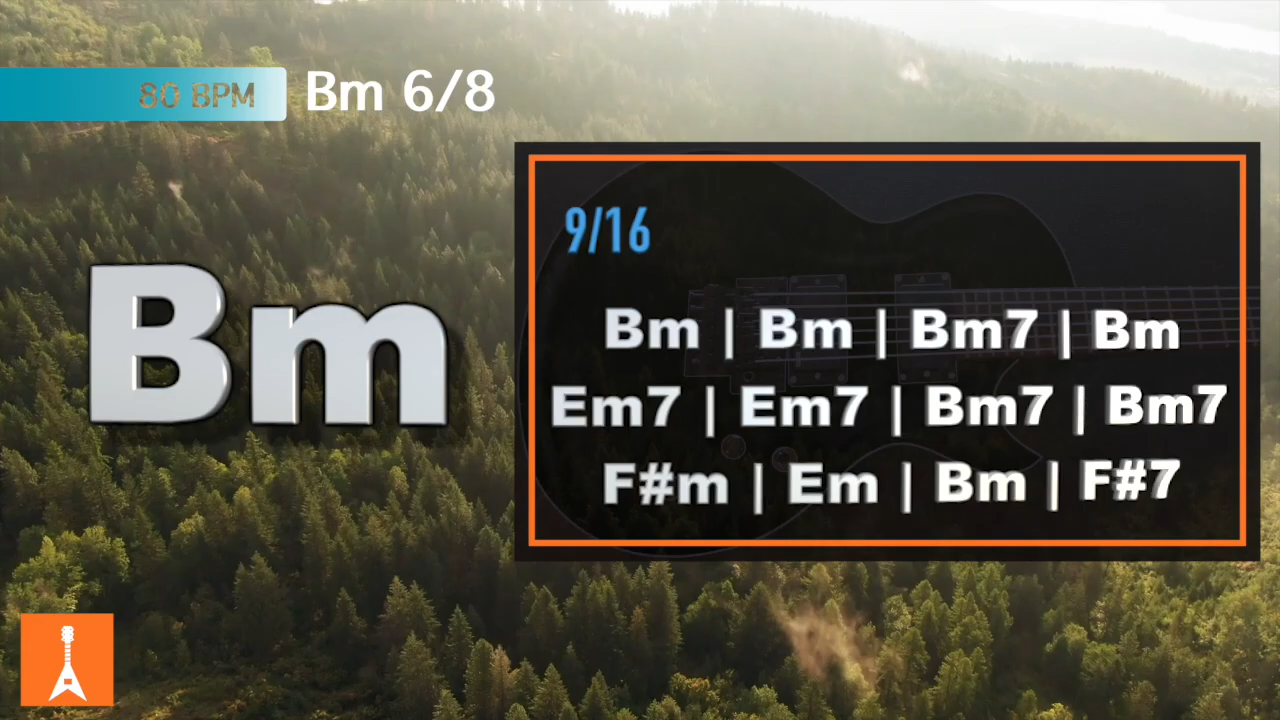 80 BPM Bm 6/8
9/16
Bm
Bm | Bm | Bm7 | Bm
Em7 | Em7 | Bm7 | Bm7
F#m | Em | Bm | F#7